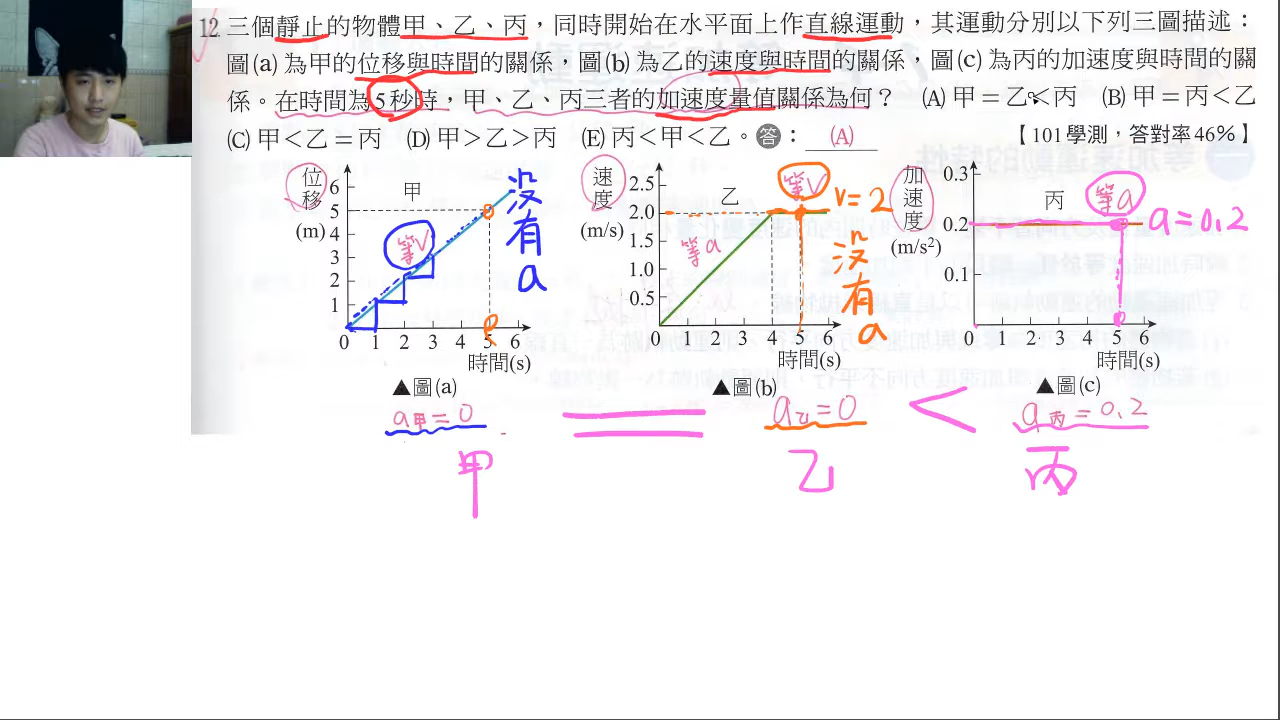 12 三個靜止的物體甲、乙、丙，同時開始在水平面上作直線運動，其運動分別以下列三圖描述：
圖(a) 為甲的位移與時間的關係，圖(b) 為乙的速度與時間的關係，圖(c) 為丙的加速度與時間的關
係。在時間為 5 秒時，甲、乙、丙三者的加速度量值關係為何？ (A) 甲＝乙＜丙 (B) 甲＝丙＜乙
(C) 甲＜乙＝丙 (D) 甲＞乙＞丙 (E) 丙＜甲＜乙。答： (A) 【101學測，答對率46%】
位移 (m)
甲
6
5
4
3
2
1
0 1 2 3 4 5 6
時間(s)
等V
沒有a
▲圖(a)
速度 (m/s)
乙
2.5
2.0
1.5
1.0
0.5
0 1 2 3 4 5 6
時間(s)
等a
等V
V=2
沒有a
▲圖(b)
加速度 (m/s²)
丙
0.3
0.2
0.1
0 1 2 3 4 5 6
時間(s)
等a
a=0.2
▲圖(c)
a甲=0 = a乙=0 < a丙=0.2
甲 乙 丙